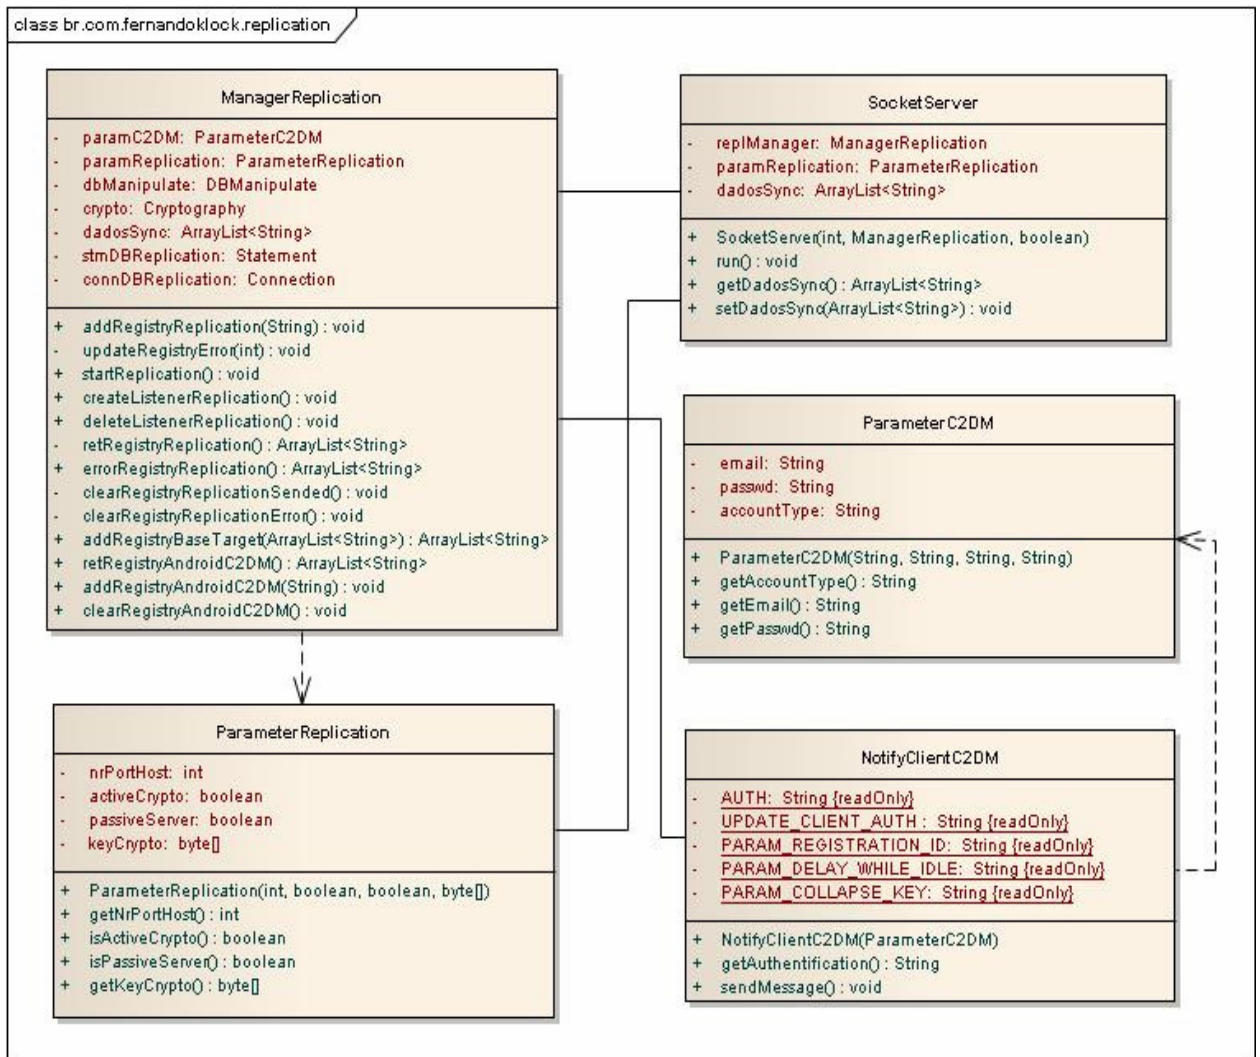 class br.com.fernandoklock.replication
ManagerReplication
- paramC2DM: ParameterC2DM
- paramReplication: ParameterReplication
- dbManipulate: DBManipulate
- crypto: Cryptography
- dadosSync: ArrayList<String>
- stmDBReplication: Statement
- connDBReplication: Connection
+ addRegistryReplication(String) : void
- updateRegistryError(int) : void
+ startReplication() : void
+ createListenerReplication() : void
+ deleteListenerReplication() : void
- retRegistryReplication() : ArrayList<String>
+ errorRegistryReplication() : ArrayList<String>
- clearRegistryReplicationSended() : void
- clearRegistryReplicationError() : void
+ addRegistryBaseTarget(ArrayList<String>) : ArrayList<String>
+ retRegistryAndroidC2DM() : ArrayList<String>
+ addRegistryAndroidC2DM(String) : void
+ clearRegistryAndroidC2DM() : void
SocketServer
- replManager: ManagerReplication
- paramReplication: ParameterReplication
- dadosSync: ArrayList<String>
+ SocketServer(int, ManagerReplication, boolean)
+ run() : void
+ getDadosSync() : ArrayList<String>
+ setDadosSync(ArrayList<String>) : void
ParameterC2DM
- email: String
- passwd: String
- accountType: String
+ ParameterC2DM(String, String, String, String)
+ getAccountType() : String
+ getEmail() : String
+ getPasswd() : String
ParameterReplication
- nrPortHost: int
- activeCrypto: boolean
- passiveServer: boolean
- keyCrypto: byte[]
+ ParameterReplication(int, boolean, boolean, byte[])
+ getNrPortHost() : int
+ isActiveCrypto() : boolean
+ isPassiveServer() : boolean
+ getKeyCrypto() : byte[]
NotifyClientC2DM
- AUTH: String {readOnly}
- UPDATE_CLIENT_AUTH : String {readOnly}
- PARAM_REGISTRATION_ID: String {readOnly}
- PARAM_DELAY_WHILE_IDLE: String {readOnly}
- PARAM_COLLAPSE_KEY: String {readOnly}
+ NotifyClientC2DM(ParameterC2DM)
+ getAuthentification() : String
+ sendMessage() : void